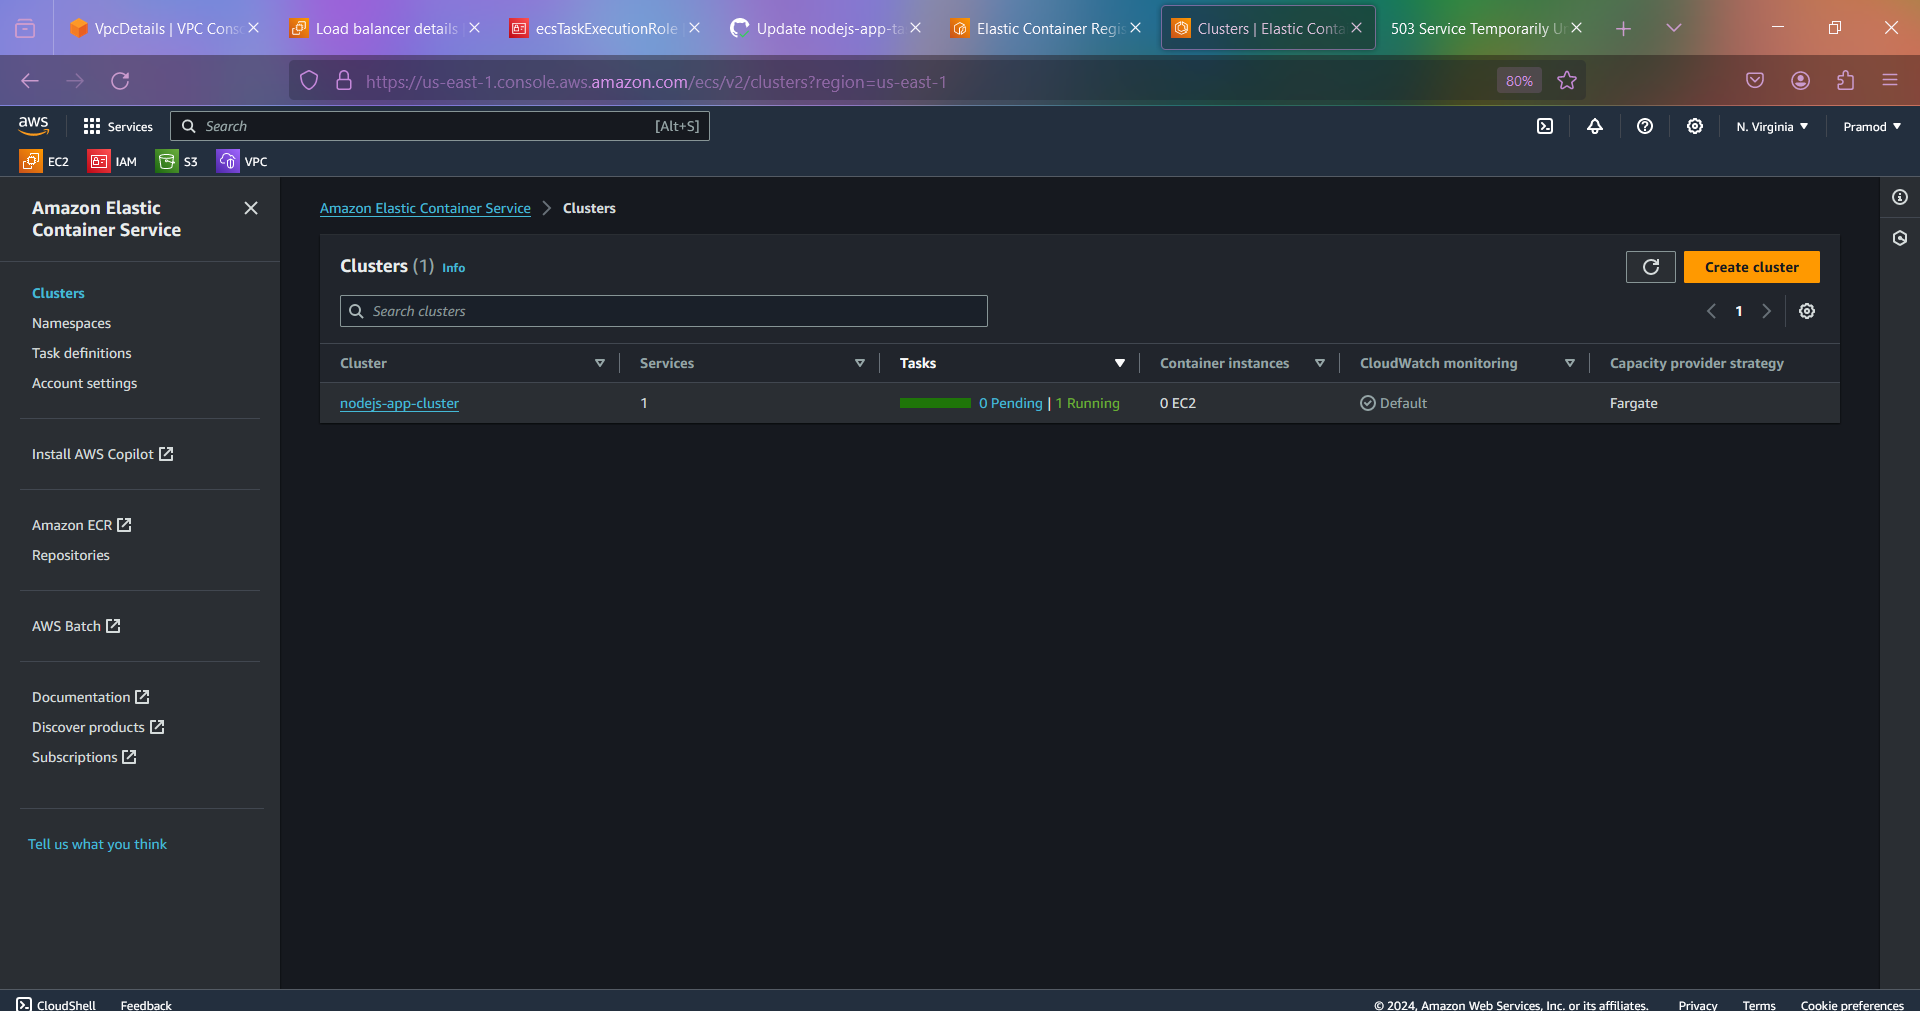 VpcDetails | VPC Cons
Load balancer details
ecsTaskExecutionRole
Update nodejs-app-ta
Elastic Container Regis
Clusters | Elastic Conta
503 Service Temporarily U
https://us-east-1.console.aws.amazon.com/ecs/v2/clusters?region=us-east-1
80%
aws
Services
Search
[Alt+S]
N. Virginia
Pramod
EC2
IAM
S3
VPC
Amazon Elastic
Container Service
Clusters
Namespaces
Task definitions
Account settings
Install AWS Copilot
Amazon ECR
Repositories
AWS Batch
Documentation
Discover products
Subscriptions
Tell us what you think
Amazon Elastic Container Service > Clusters
Clusters (1) Info
Create cluster
Search clusters
1
Cluster
Services
Tasks
Container instances
CloudWatch monitoring
Capacity provider strategy
nodejs-app-cluster
1
0 Pending | 1 Running
0 EC2
Default
Fargate
CloudShell
Feedback
© 2024, Amazon Web Services, Inc. or its affiliates.
Privacy
Terms
Cookie preferences